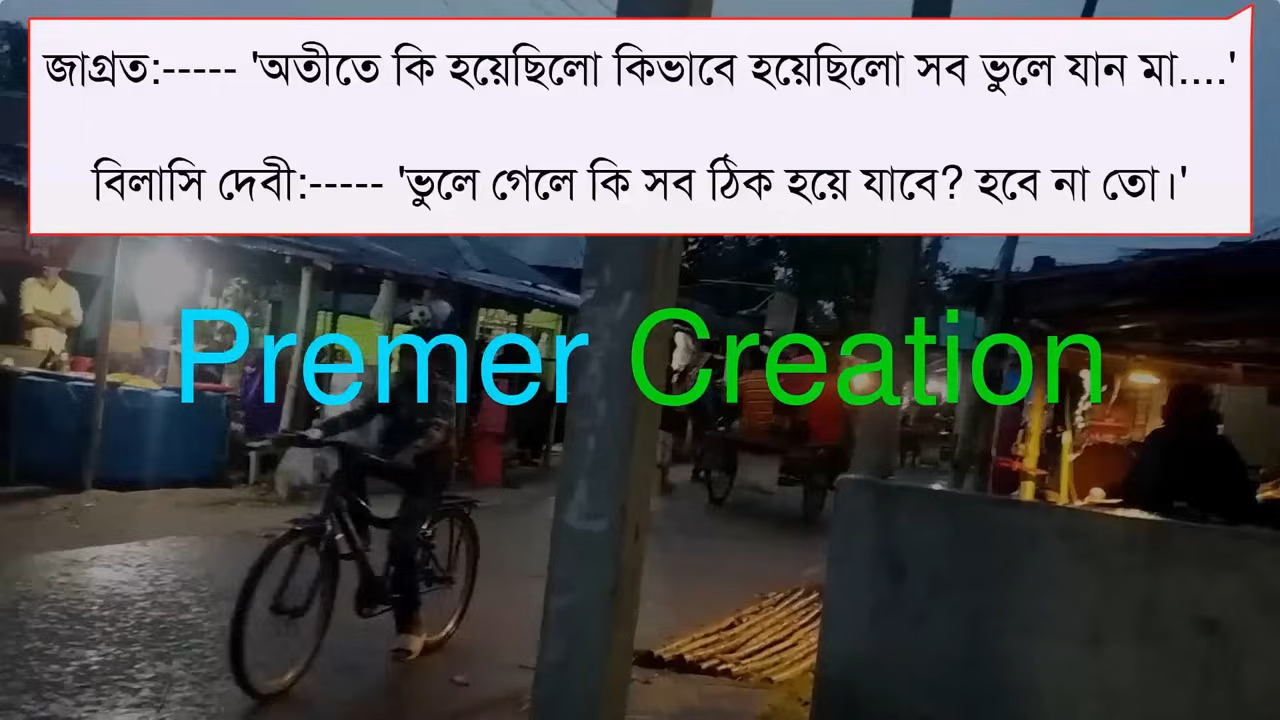 জাগ্রত:----- 'অতীতে কি হয়েছিলো কিভাবে হয়েছিলো সব ভুলে যান মা....'
বিলাসি দেবী:----- 'ভুলে গেলে কি সব ঠিক হয়ে যাবে? হবে না তো।'
Premer Creation